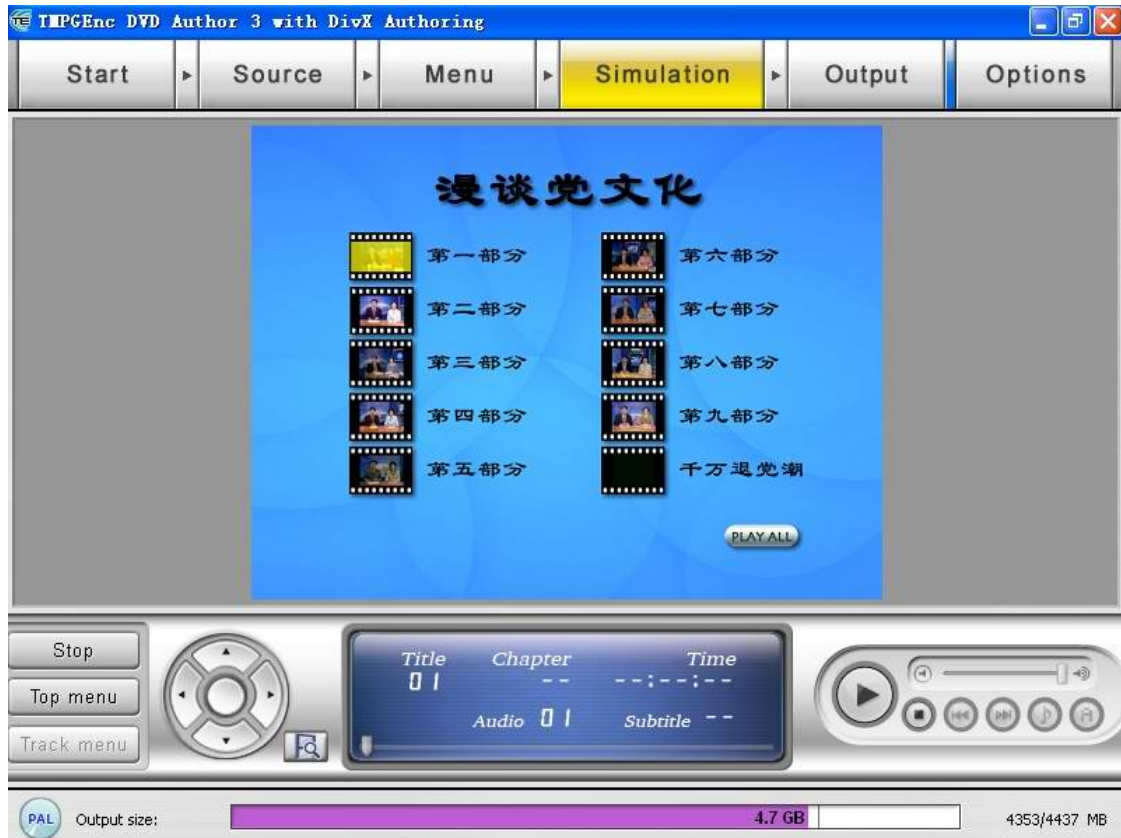 TMPGEnc DVD Author 3 with DivX Authoring
Start Source Menu Simulation Output Options
漫谈党文化
第一部分 第六部分
第二部分 第七部分
第三部分 第八部分
第四部分 第九部分
第五部分 千万退党潮
PLAY ALL
Stop
Top menu
Track menu
Title Chapter Time
01 -- --:--:--
Audio 01 Subtitle --
PAL Output size: 4.7 GB 4353/4437 MB